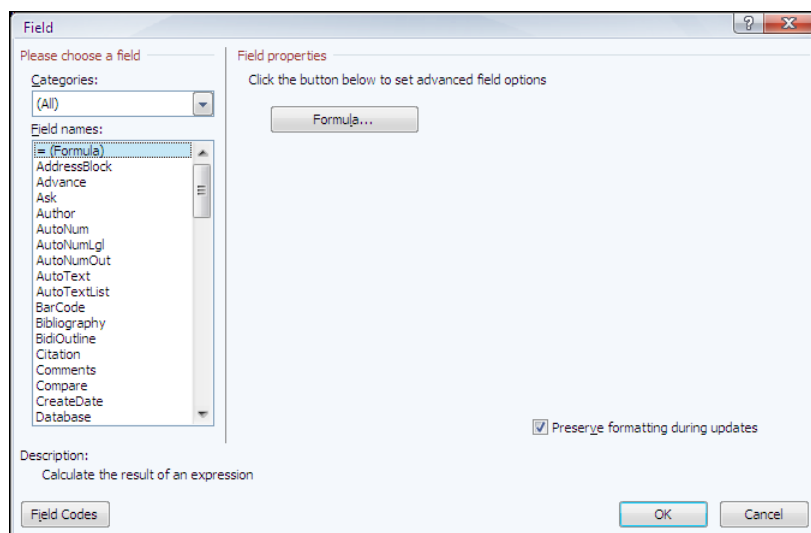 Field
Please choose a field
Categories:
(All)
Field names:
= (Formula)
AddressBlock
Advance
Ask
Author
AutoNum
AutoNumLgl
AutoNumOut
AutoText
AutoTextList
BarCode
Bibliography
BidiOutline
Citation
Comments
Compare
CreateDate
Database
Field properties
Click the button below to set advanced field options
Formula...
Preserve formatting during updates
Description:
Calculate the result of an expression
Field Codes
OK
Cancel